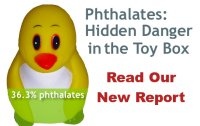 Phthalates:
Hidden Danger
in the Toy Box
36.3% phthalates
Read Our
New Report